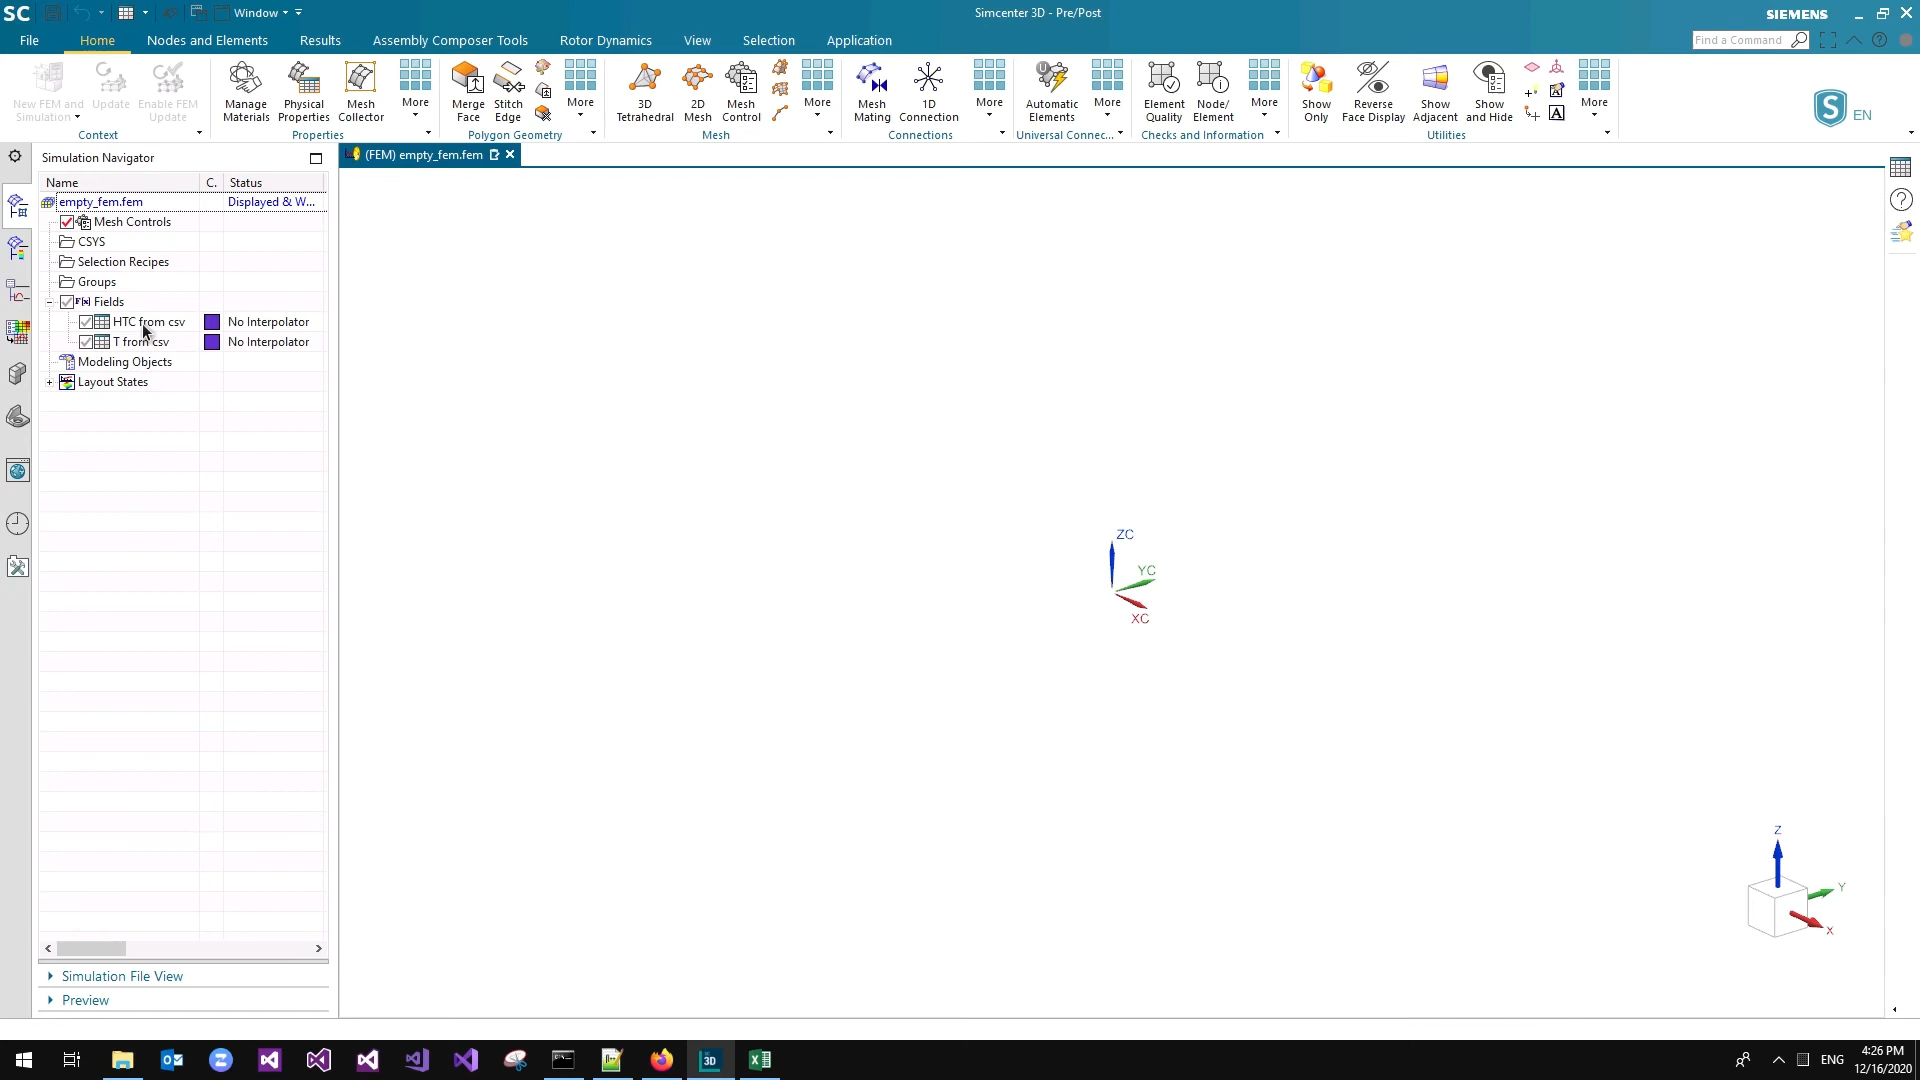 SC Window Simcenter 3D - Pre/Post SIEMENS
File Home Nodes and Elements Results Assembly Composer Tools Rotor Dynamics View Selection Application Find a Command
New FEM and Simulation
Update
Enable FEM Update
Context
Manage Materials
Physical Properties
Mesh Collector
More
Properties
Merge Face
Stitch Edge
More
Polygon Geometry
3D Tetrahedral
2D Mesh
Mesh Control
More
Mesh
Mesh Mating
1D Connection
More
Connections
Automatic Elements
More
Universal Connec...
Element Quality
Node/ Element
More
Checks and Information
Show Only
Reverse Face Display
Show Adjacent
Show and Hide
A
More
Utilities
S EN
Simulation Navigator
(FEM) empty_fem.fem
Name C. Status
empty_fem.fem Displayed & W...
Mesh Controls
CSYS
Selection Recipes
Groups
F(x) Fields
HTC from csv No Interpolator
T from csv No Interpolator
Modeling Objects
Layout States
ZC
YC
XC
Z
Y
X
Simulation File View
Preview
3D
ENG
4:26 PM
12/16/2020